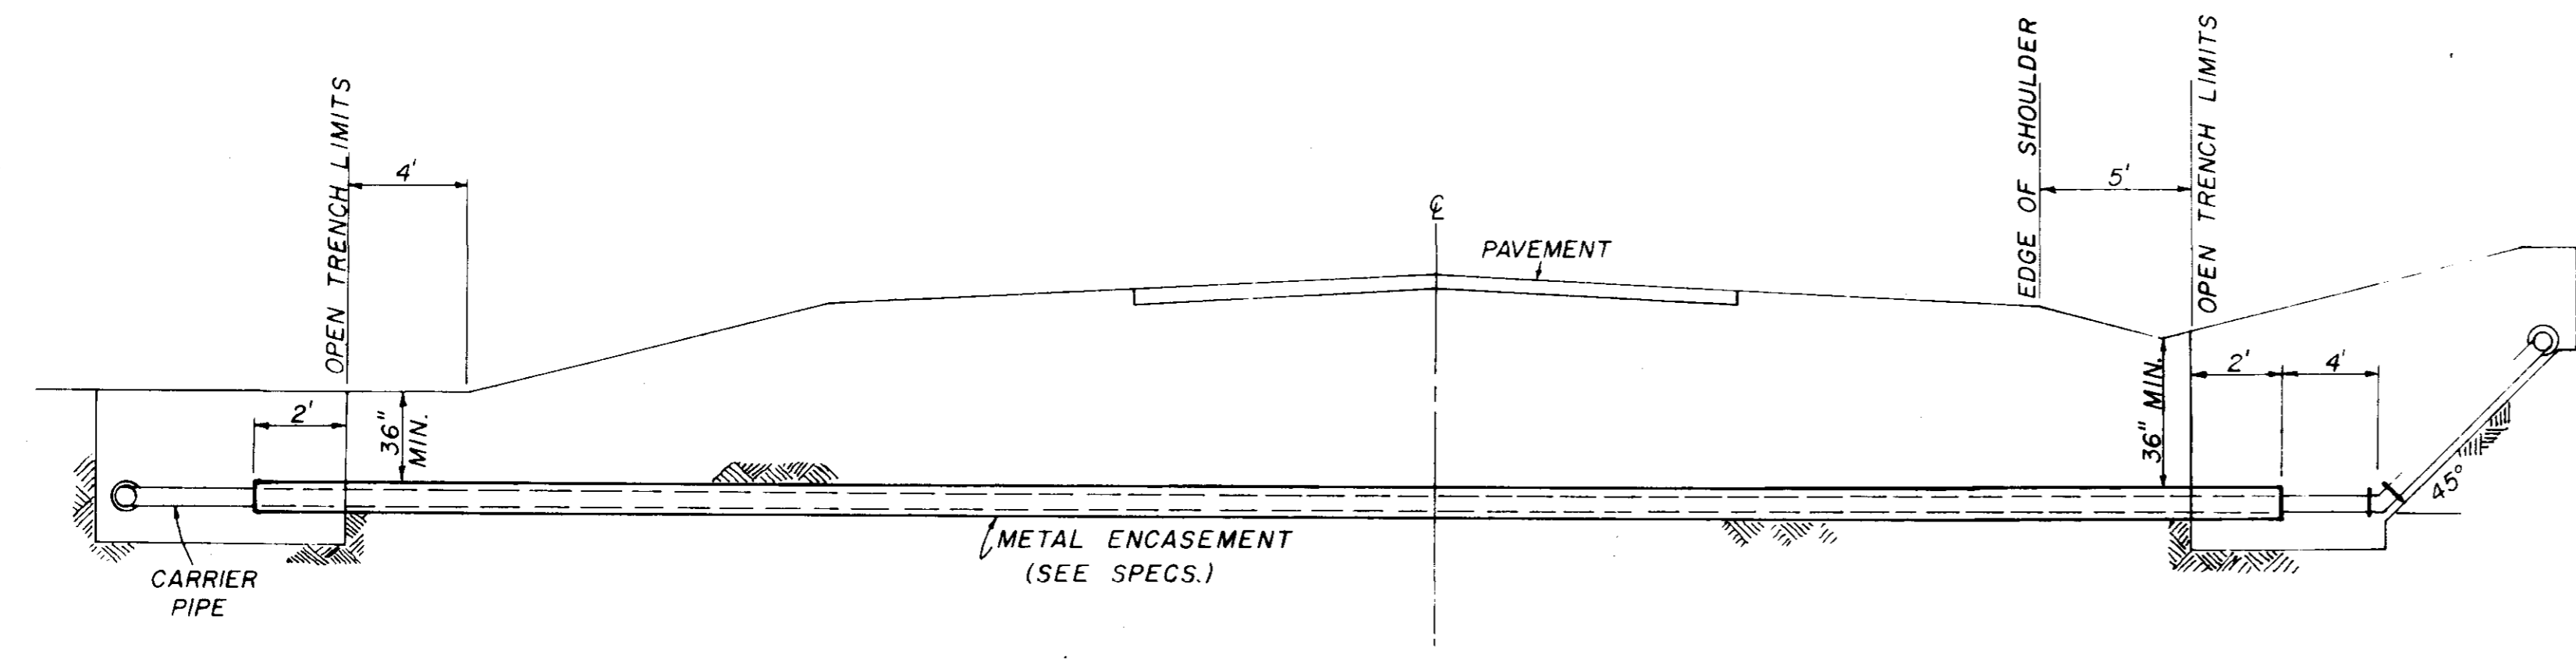 OPEN TRENCH LIMITS
4'
EDGE OF SHOULDER
5'
OPEN TRENCH LIMITS
℄
PAVEMENT
2'
36"
MIN.
36" MIN.
2'
4'
45°
METAL ENCASEMENT
(SEE SPECS.)
CARRIER
PIPE